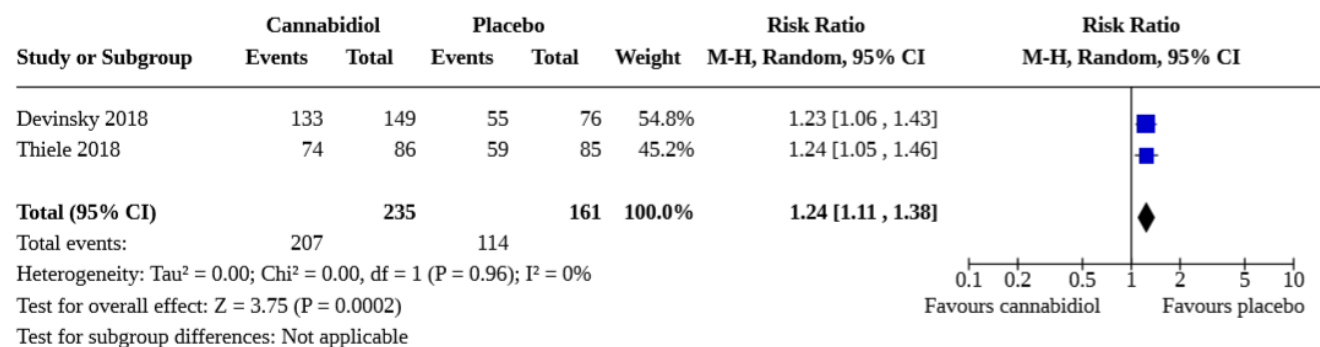 Cannabidiol Placebo Risk Ratio Risk Ratio
Study or Subgroup Events Total Events Total Weight M-H, Random, 95% CI M-H, Random, 95% CI
Devinsky 2018 133 149 55 76 54.8% 1.23 [1.06 , 1.43]
Thiele 2018 74 86 59 85 45.2% 1.24 [1.05 , 1.46]
Total (95% CI) 235 161 100.0% 1.24 [1.11 , 1.38]
Total events: 207 114
Heterogeneity: Tau² = 0.00; Chi² = 0.00, df = 1 (P = 0.96); I² = 0%
0.1 0.2 0.5 1 2 5 10
Test for overall effect: Z = 3.75 (P = 0.0002) Favours cannabidiol Favours placebo
Test for subgroup differences: Not applicable